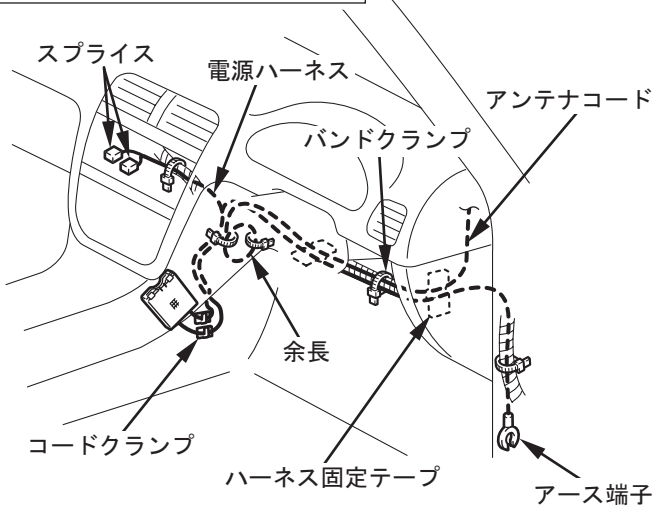 スプライス
電源ハーネス
アンテナコード
バンドクランプ
余長
コードクランプ
ハーネス固定テープ
アース端子